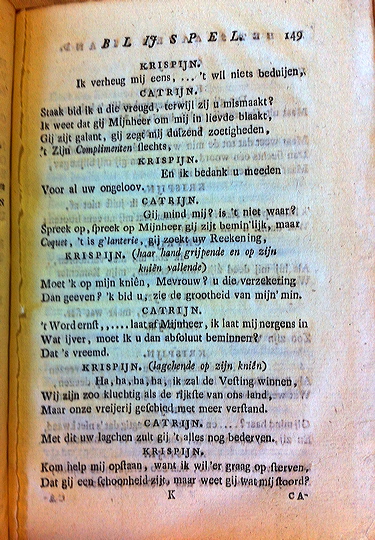 BLIJSPEL. 149
KRISPIJN.
Ik verheug mij eens, ... 't wil niets beduijen,
CATRIJN.
Staak bid ik u die vreugd, terwijl zij u mismaakt?
Ik weet dat gij Mijnheer om mij in liefde blaakt;
Gij zijt galant, gij zegt mij duizend zoetigheden,
't Zijn Complimenten slechts,
KRISPIJN.
En ik bedank u meeden
Voor al uw ongeloov.
CATRIJN.
Gij mind mij? is 't niet waar?
Spreek op, spreek op Mijnheer gij zijt bemin'lijk, maar
Coquet, 't is g'lanterie, gij zoekt uw Reekening,
KRISPIJN. (haar hand grijpende en op zijn
kniën vallende)
Moet 'k op mijn kniën, Mevrouw? u die verzekering
Dan geeven? 'k bid u, zie de grootheid van mijn' min.
CATRIJN.
't Word ernst,,.... laat af Mijnheer, ik laat mij nergens in
Wat ijver, moet ik u dan absoluut beminnen?
Dat 's vreemd.
KRISPIJN. (lagchende op zijn kniën)
Ha, ha, ba, ha, ik zal de Vesting winnen,
Wij zijn zoo kluchtig als de rijkste van ons land,
Maar onze vreijerij geschied met meer verstand.
CATRIJN.
Met dit uw lagchen zult gij 't alles nog bederven.
KRISPIJN.
Kom help mij opstaan, want ik wil 'er graag op sterven,
Dat gij een schoonheid zijt, maar weet gij wat mij stoord?
K CA-